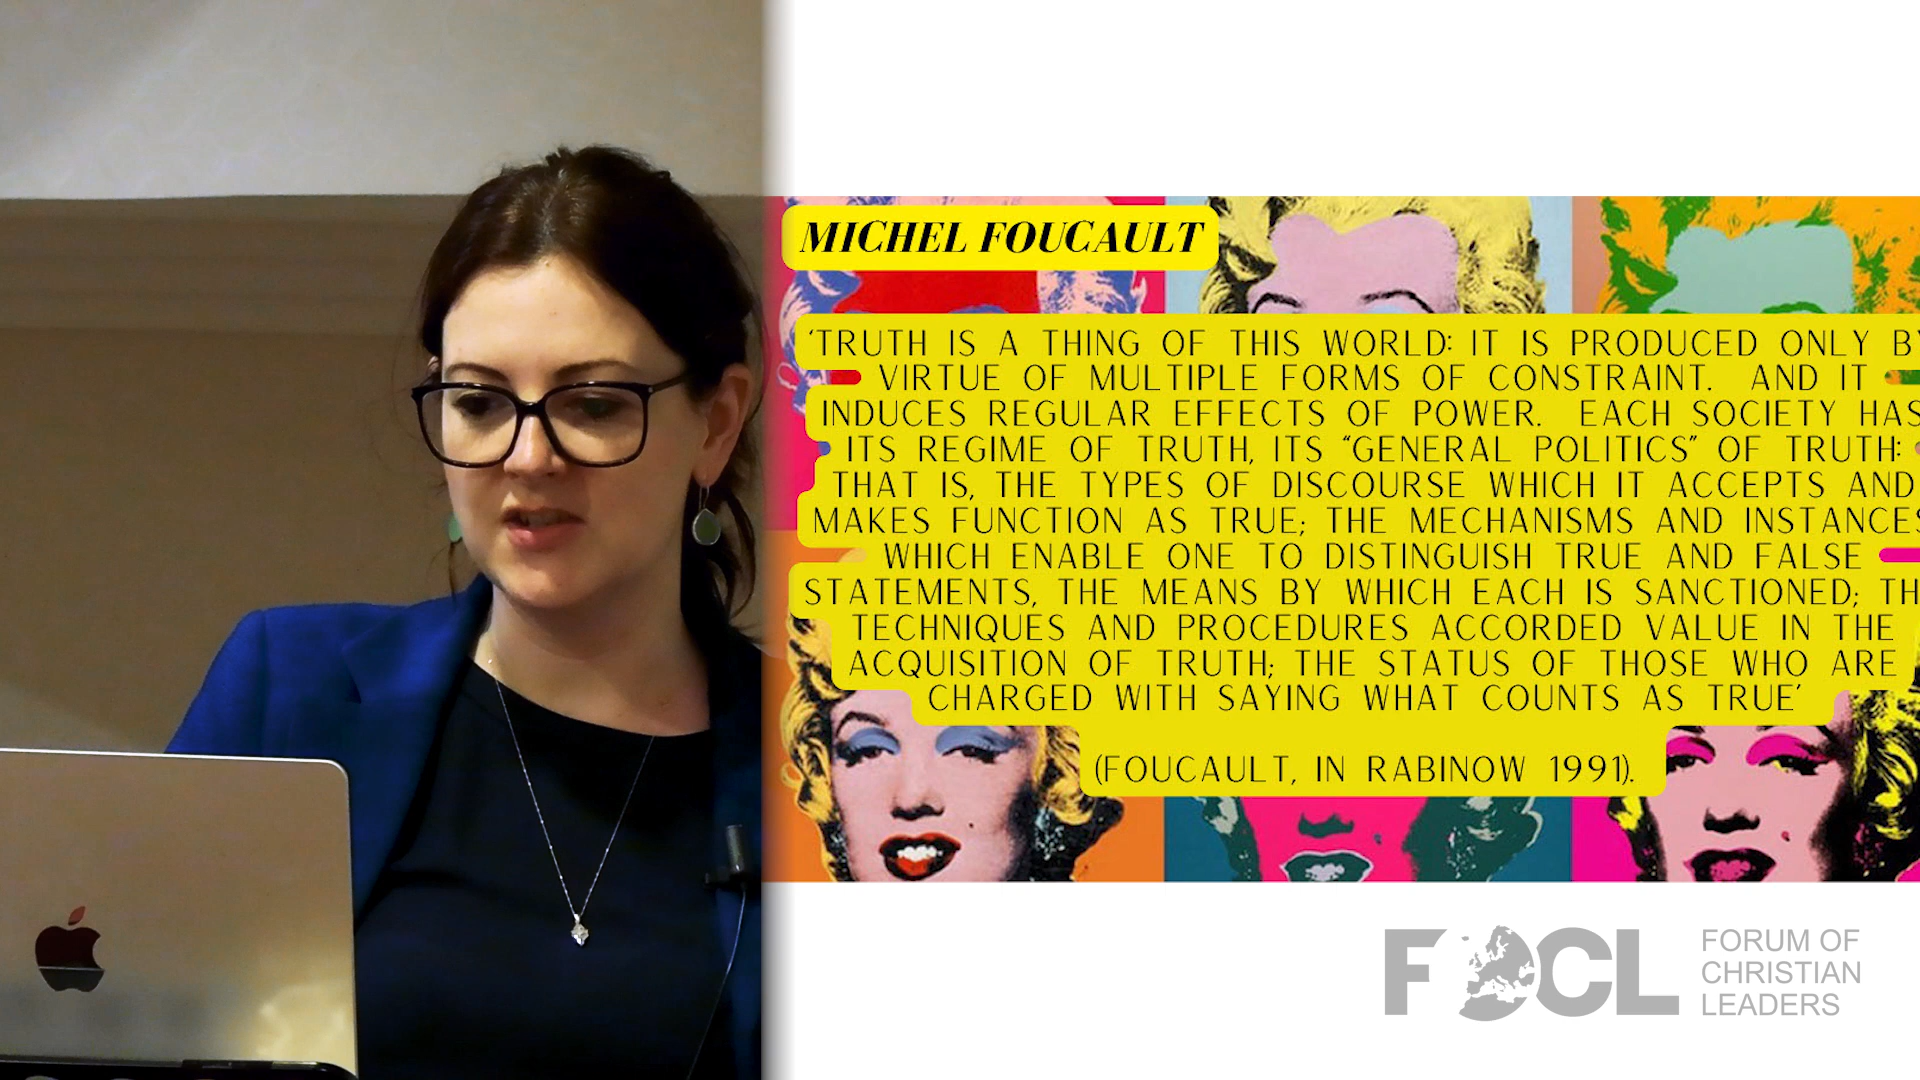 MICHEL FOUCAULT
‘TRUTH IS A THING OF THIS WORLD: IT IS PRODUCED ONLY BY
VIRTUE OF MULTIPLE FORMS OF CONSTRAINT. AND IT
INDUCES REGULAR EFFECTS OF POWER. EACH SOCIETY HAS
ITS REGIME OF TRUTH, ITS “GENERAL POLITICS” OF TRUTH:
THAT IS, THE TYPES OF DISCOURSE WHICH IT ACCEPTS AND
MAKES FUNCTION AS TRUE; THE MECHANISMS AND INSTANCES
WHICH ENABLE ONE TO DISTINGUISH TRUE AND FALSE
STATEMENTS, THE MEANS BY WHICH EACH IS SANCTIONED; TH
TECHNIQUES AND PROCEDURES ACCORDED VALUE IN THE
ACQUISITION OF TRUTH; THE STATUS OF THOSE WHO ARE
CHARGED WITH SAYING WHAT COUNTS AS TRUE’
(FOUCAULT, IN RABINOW 1991).
FOCL
FORUM OF
CHRISTIAN
LEADERS